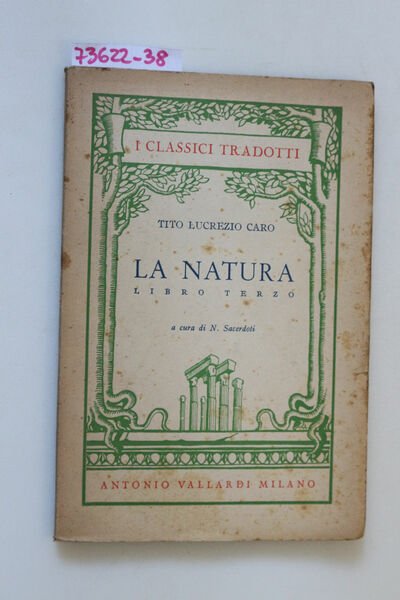 73622-38
I CLASSICI TRADOTTI
TITO LUCREZIO CARO
LA NATURA
LIBRO TERZO
a cura di N. Sacerdoti
ANTONIO VALLARDI MILANO